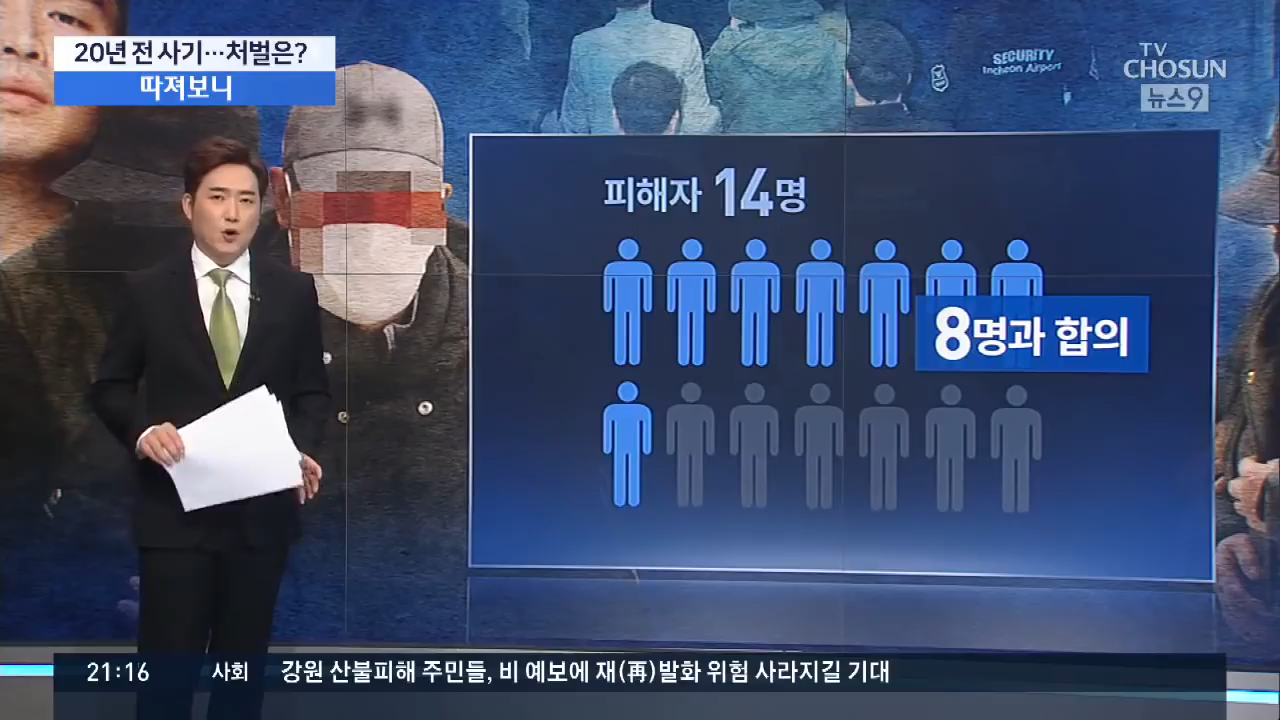 20년 전 사기…처벌은?
따져보니
SECURITY
Incheon Airport
TV
CHOSUN
뉴스9
피해자 14명
8명과 합의
21:16 사회 강원 산불피해 주민들, 비 예보에 재(再)발화 위험 사라지길 기대